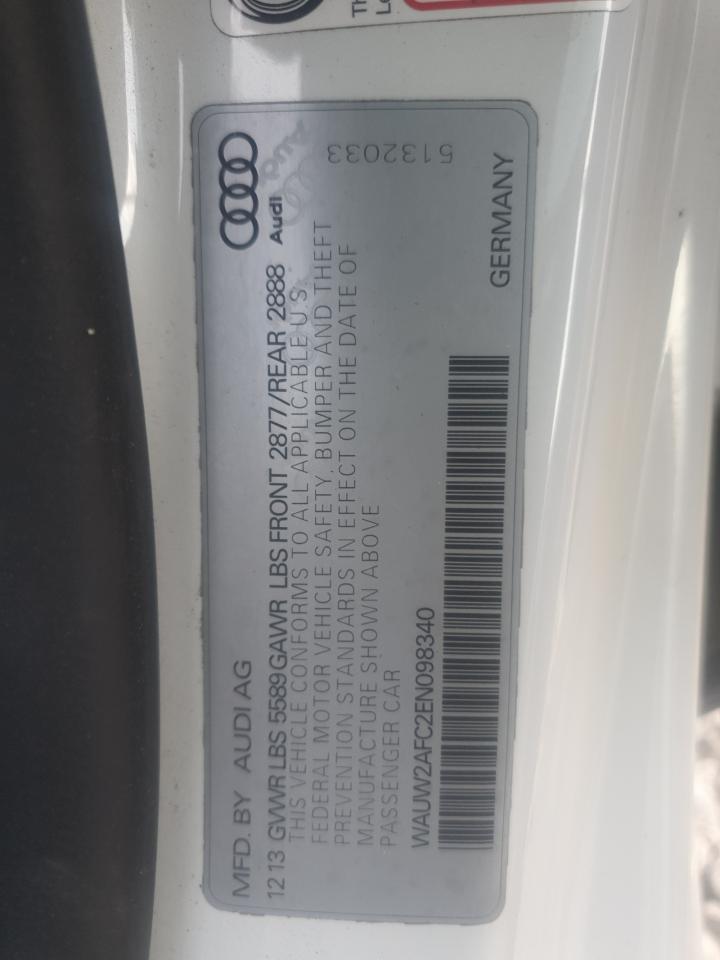 MFD. BY AUDI AG
12 13 GVWR LBS 5589 GAWR LBS FRONT 2877/REAR 2888
Audi
THIS VEHICLE CONFORMS TO ALL APPLICABLE U.S.
FEDERAL MOTOR VEHICLE SAFETY, BUMPER AND THEFT
PREVENTION STANDARDS IN EFFECT ON THE DATE OF
MANUFACTURE SHOWN ABOVE
PASSENGER CAR
WAUW2AFC2EN098340
GERMANY
5132033